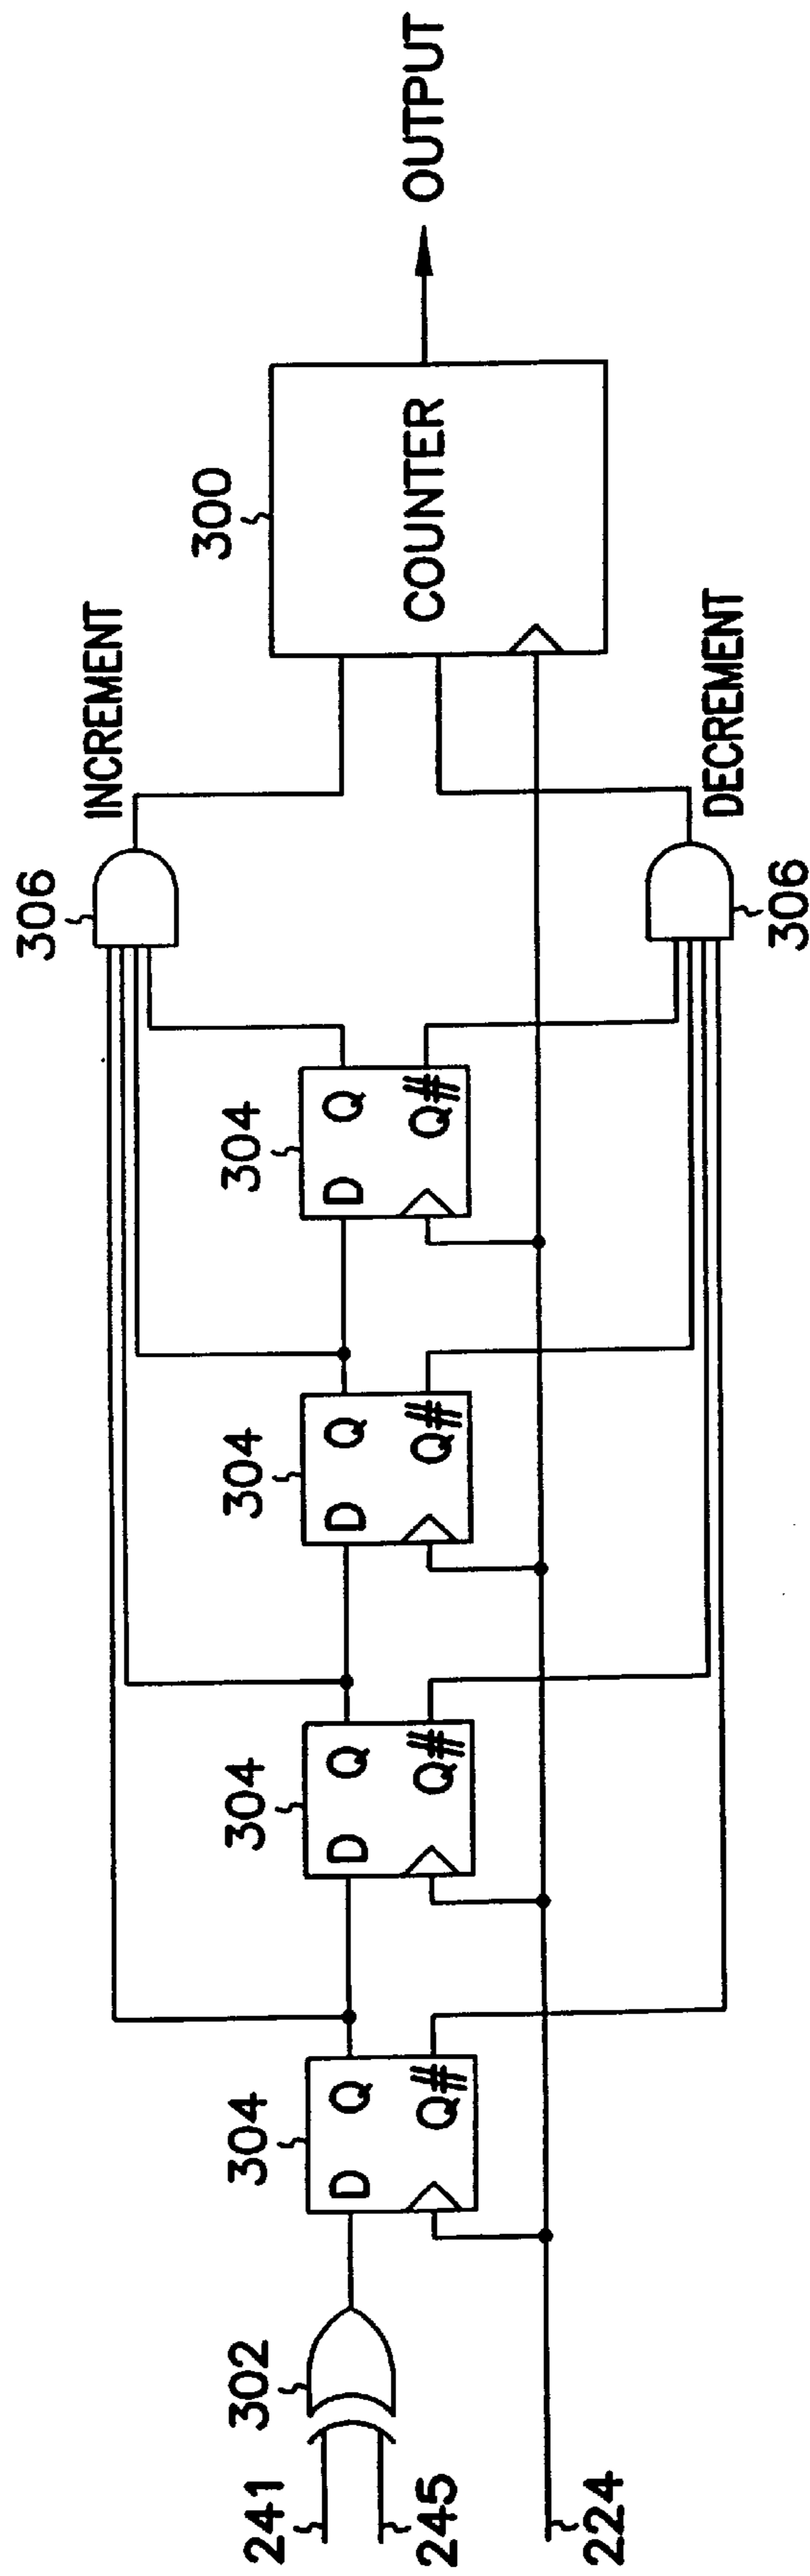 241
245
224
302
304
D
Q
Q#
304
D
Q
Q#
304
D
Q
Q#
304
D
Q
Q#
306
INCREMENT
306
DECREMENT
300
COUNTER
OUTPUT